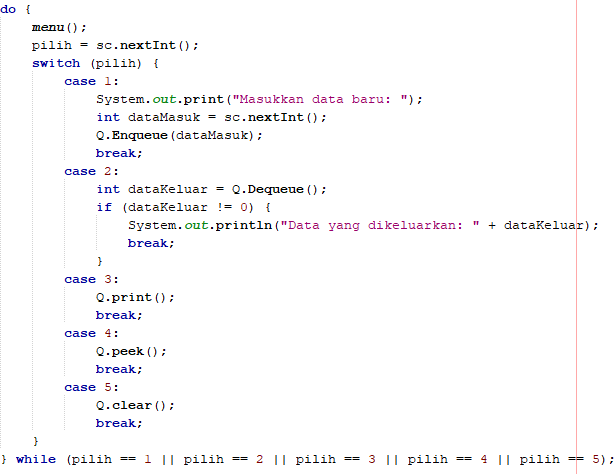 do {
    menu();
    pilih = sc.nextInt();
    switch (pilih) {
        case 1:
            System.out.print("Masukkan data baru: ");
            int dataMasuk = sc.nextInt();
            Q.Enqueue(dataMasuk);
            break;
        case 2:
            int dataKeluar = Q.Dequeue();
            if (dataKeluar != 0) {
                System.out.println("Data yang dikeluarkan: " + dataKeluar);
                break;
            }
        case 3:
            Q.print();
            break;
        case 4:
            Q.peek();
            break;
        case 5:
            Q.clear();
            break;
    }
} while (pilih == 1 || pilih == 2 || pilih == 3 || pilih == 4 || pilih == 5);